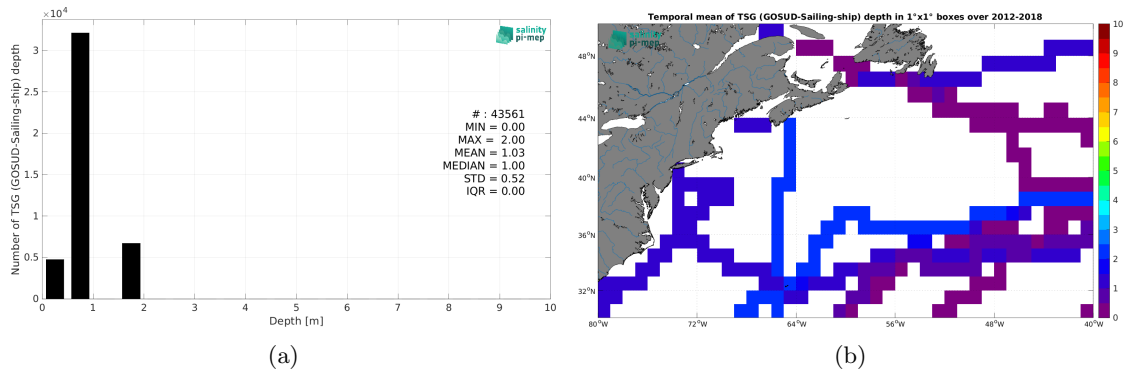 ×10⁴
3
2.5
2
1.5
1
0.5
0
Number of TSG (GOSUD-Sailing-ship) depth
salinity
pi-mep
# : 43561
MIN = 0.00
MAX = 2.00
MEAN = 1.03
MEDIAN = 1.00
STD = 0.52
IQR = 0.00
0 1 2 3 4 5 6 7 8 9 10
Depth [m]
(a)
Temporal mean of TSG (GOSUD-Sailing-ship) depth in 1°x1° boxes over 2012-2018
salinity
pi-mep
48°N
44°N
40°N
36°N
32°N
80°W 72°W 64°W 56°W 48°W 40°W
10
9
8
7
6
5
4
3
2
1
0
(b)